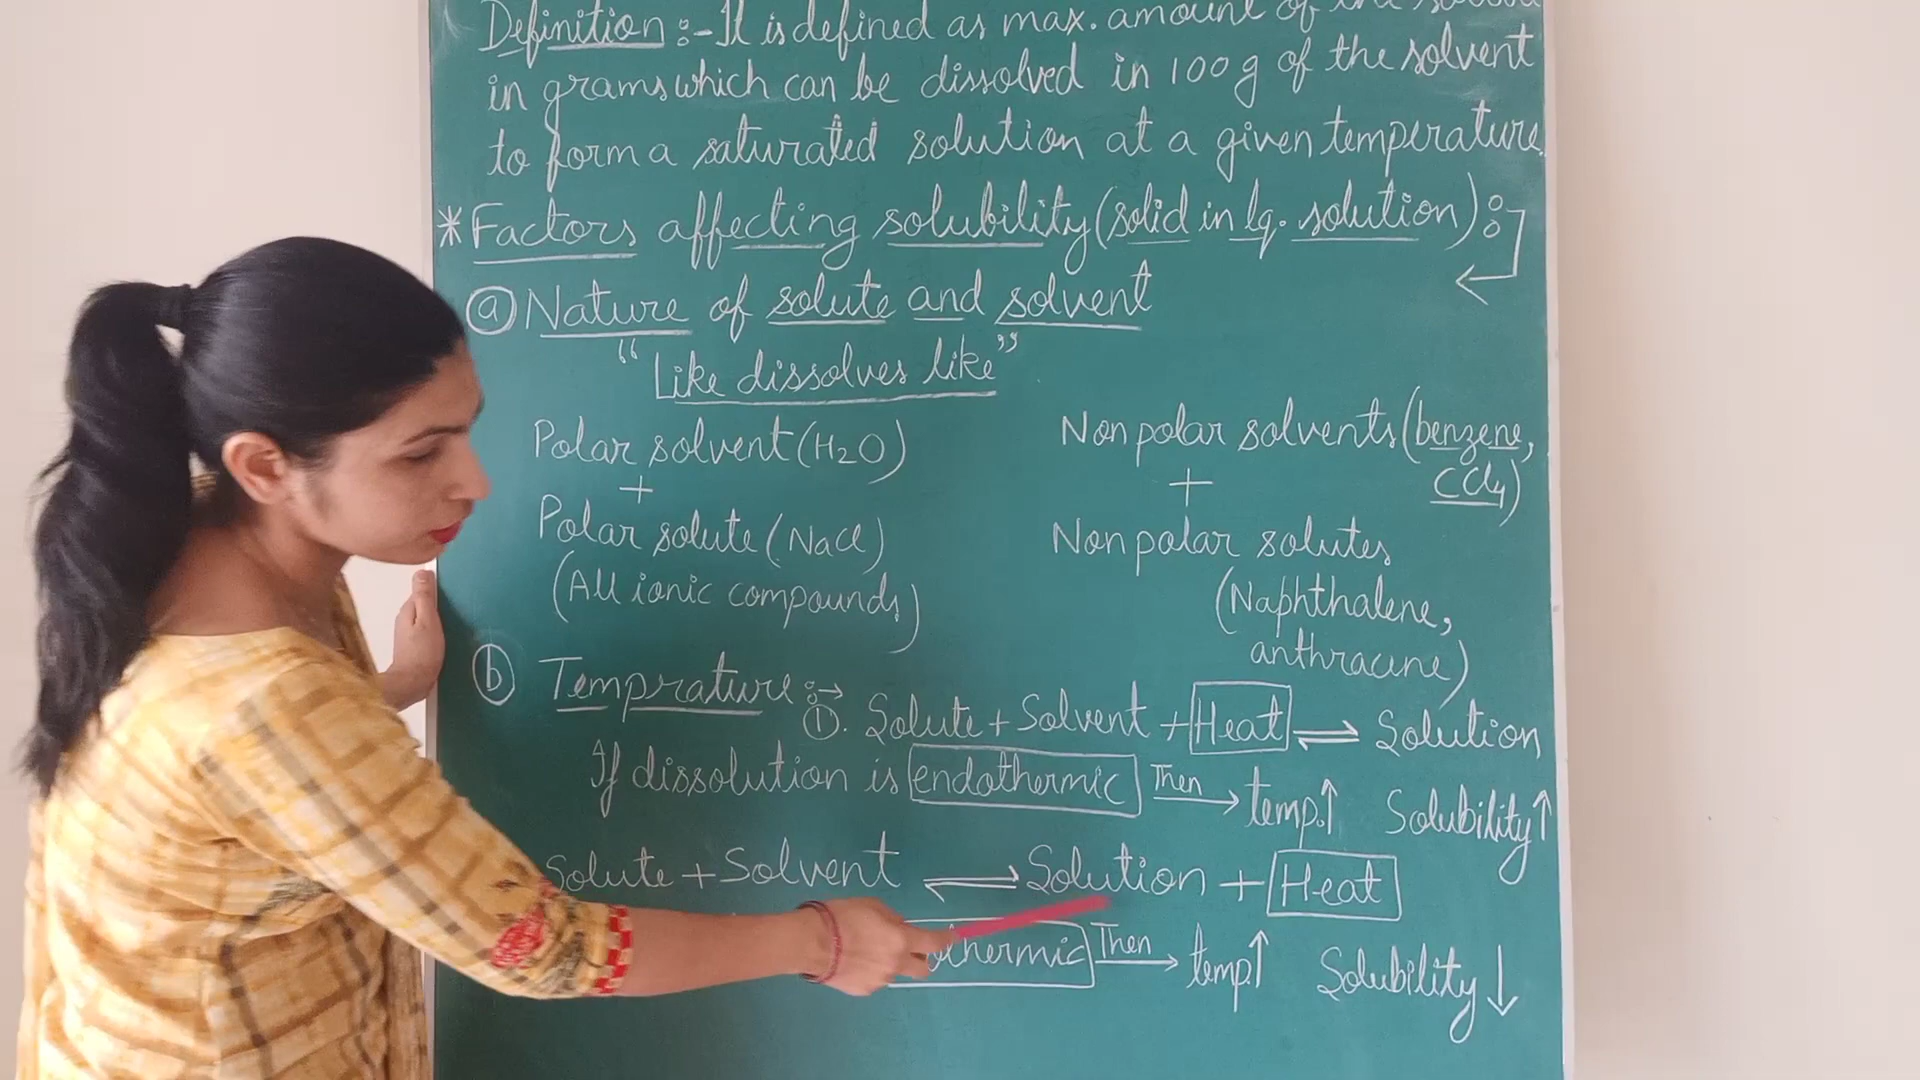 Definition :- It is defined as max. amount of the
in grams which can be dissolved in 100g of the solvent
to form a saturated solution at a given temperature.
*Factors affecting solubility (solid in lq. solution) :
(a) Nature of solute and solvent
"Like dissolves like"
Polar solvent (H2O)
+
Polar solute (NaCl)
(All ionic compounds)
Non polar solvents (benzene,
CCl4)
+
Non polar solutes
(Naphthalene,
anthracene)
(b) Temprature :→
①. Solute + Solvent + Heat ⇌ Solution
If dissolution is endothermic Then → temp.↑ Solubility↑
Solute + Solvent ⇌ Solution + Heat
othermic Then → temp.↑ Solubility↓